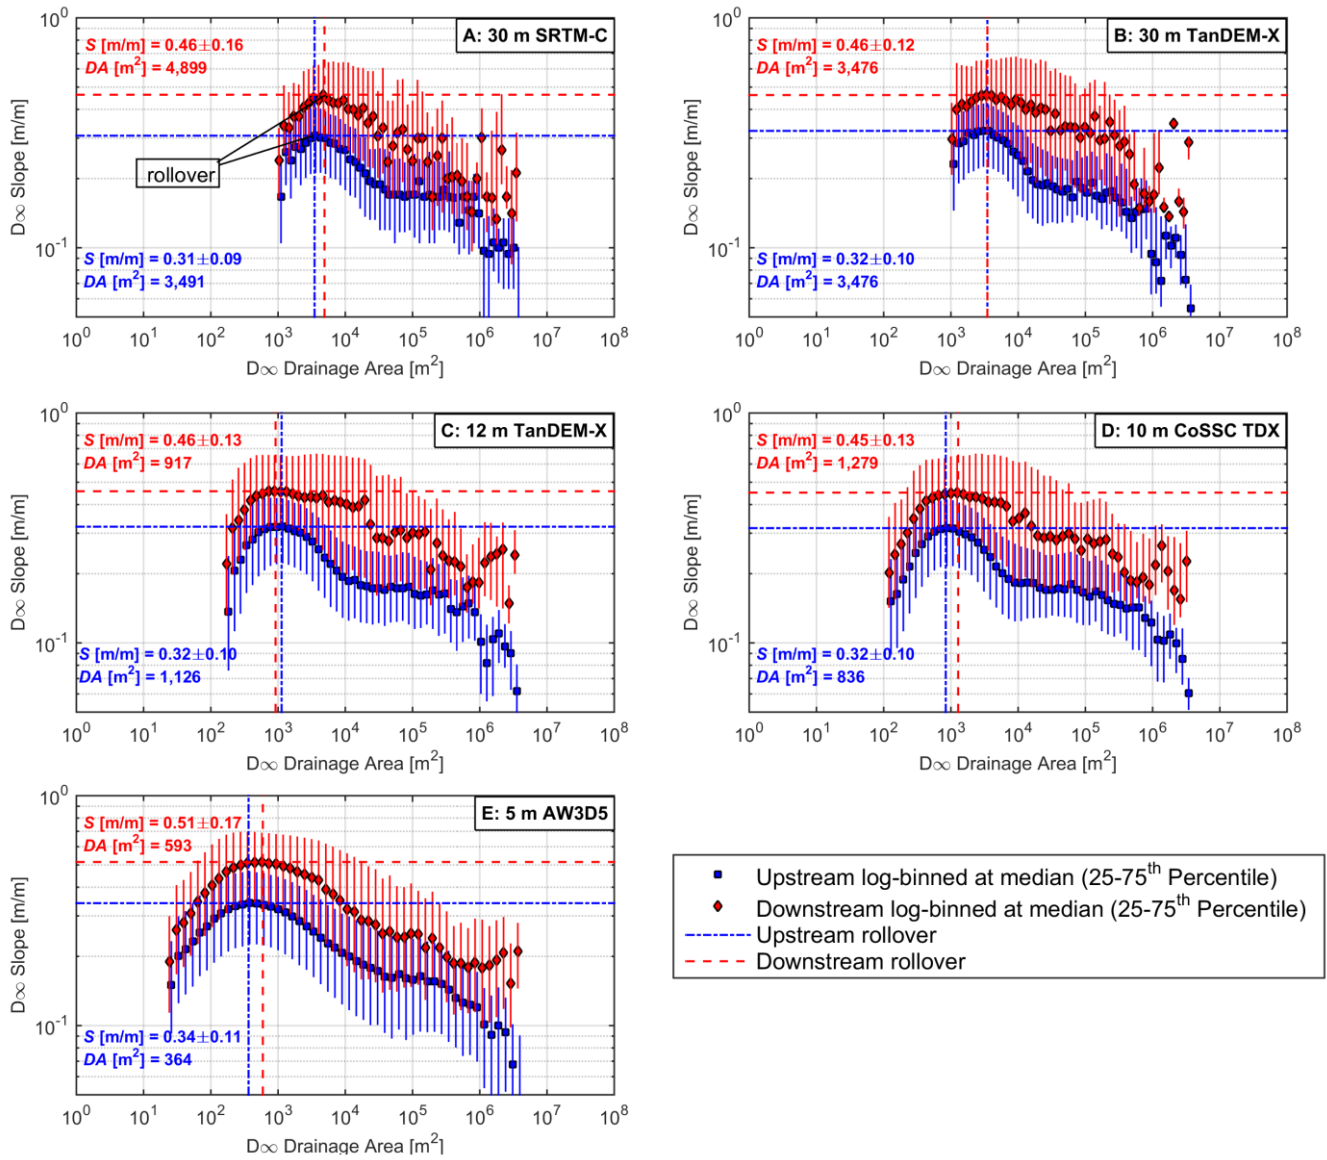 A: 30 m SRTM-C
S [m/m] = 0.46±0.16
DA [m²] = 4,899
rollover
S [m/m] = 0.31±0.09
DA [m²] = 3,491
10⁰
10⁻¹
D∞ Slope [m/m]
10⁰ 10¹ 10² 10³ 10⁴ 10⁵ 10⁶ 10⁷ 10⁸
D∞ Drainage Area [m²]
B: 30 m TanDEM-X
S [m/m] = 0.46±0.12
DA [m²] = 3,476
S [m/m] = 0.32±0.10
DA [m²] = 3,476
10⁰
10⁻¹
D∞ Slope [m/m]
10⁰ 10¹ 10² 10³ 10⁴ 10⁵ 10⁶ 10⁷ 10⁸
D∞ Drainage Area [m²]
C: 12 m TanDEM-X
S [m/m] = 0.46±0.13
DA [m²] = 917
S [m/m] = 0.32±0.10
DA [m²] = 1,126
10⁰
10⁻¹
D∞ Slope [m/m]
10⁰ 10¹ 10² 10³ 10⁴ 10⁵ 10⁶ 10⁷ 10⁸
D∞ Drainage Area [m²]
D: 10 m CoSSC TDX
S [m/m] = 0.45±0.13
DA [m²] = 1,279
S [m/m] = 0.32±0.10
DA [m²] = 836
10⁰
10⁻¹
D∞ Slope [m/m]
10⁰ 10¹ 10² 10³ 10⁴ 10⁵ 10⁶ 10⁷ 10⁸
D∞ Drainage Area [m²]
E: 5 m AW3D5
S [m/m] = 0.51±0.17
DA [m²] = 593
S [m/m] = 0.34±0.11
DA [m²] = 364
10⁰
10⁻¹
D∞ Slope [m/m]
10⁰ 10¹ 10² 10³ 10⁴ 10⁵ 10⁶ 10⁷ 10⁸
D∞ Drainage Area [m²]
Upstream log-binned at median (25-75th Percentile)
Downstream log-binned at median (25-75th Percentile)
Upstream rollover
Downstream rollover